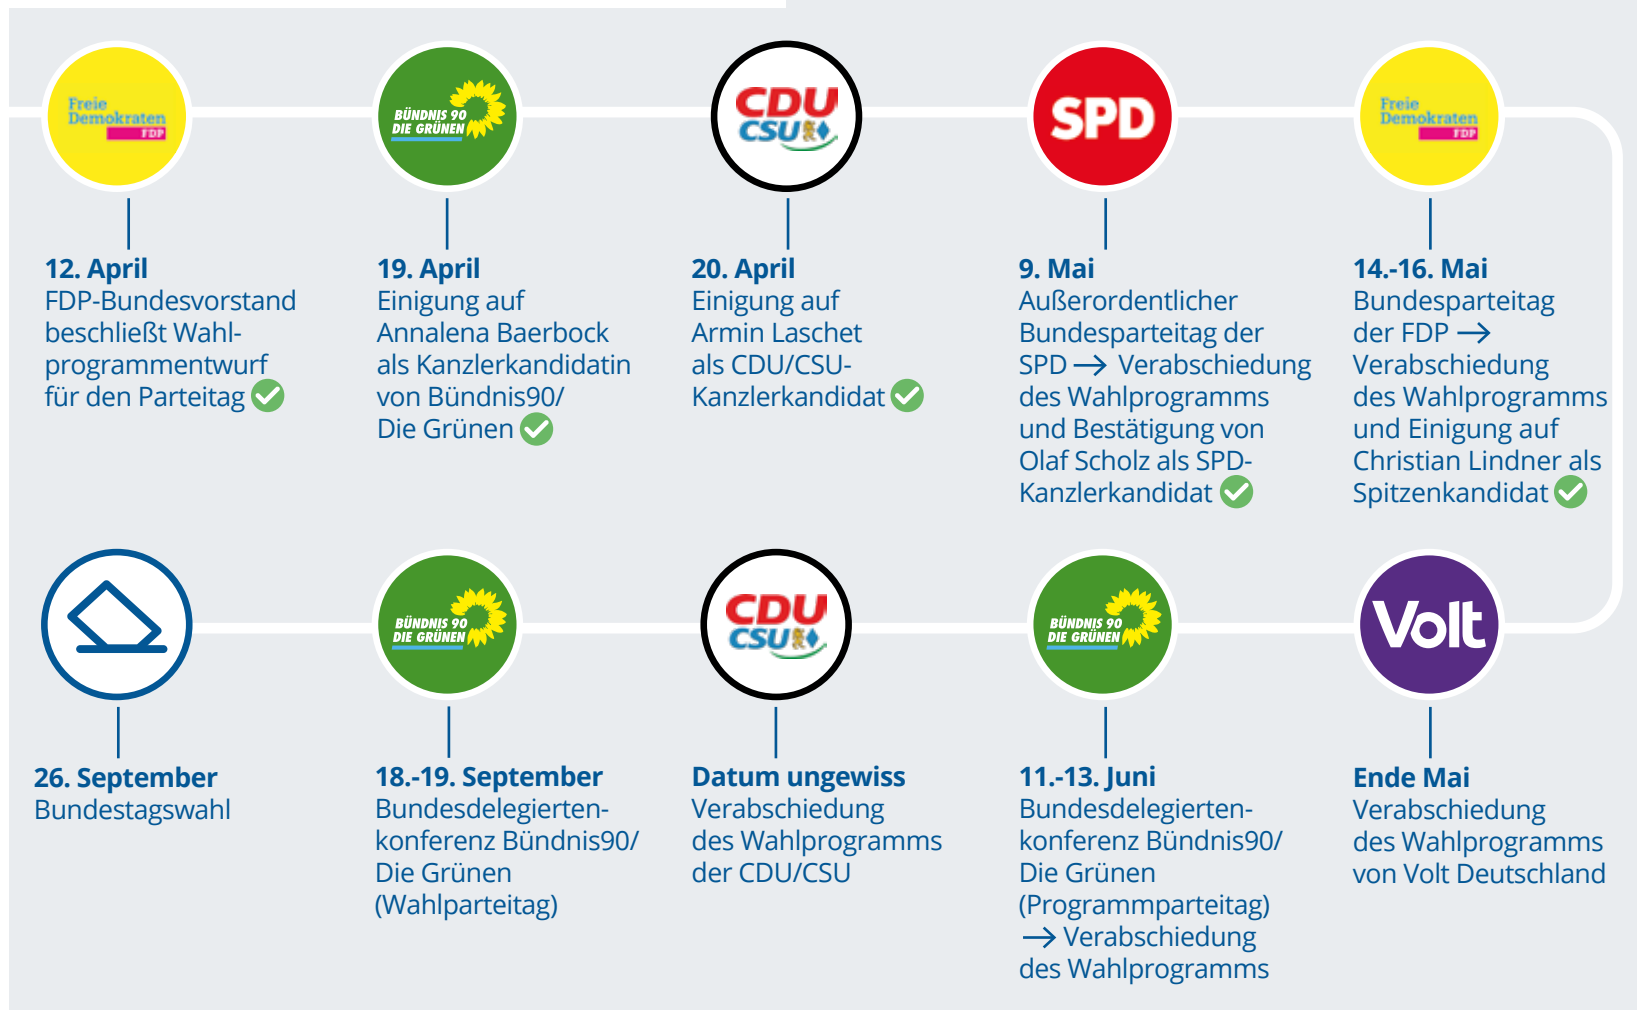 Freie
Demokraten
FDP
12. April
FDP-Bundesvorstand
beschließt Wahl-
programmentwurf
für den Parteitag
BÜNDNIS 90
DIE GRÜNEN
19. April
Einigung auf
Annalena Baerbock
als Kanzlerkandidatin
von Bündnis90/
Die Grünen
CDU
CSU
20. April
Einigung auf
Armin Laschet
als CDU/CSU-
Kanzlerkandidat
SPD
9. Mai
Außerordentlicher
Bundesparteitag der
SPD → Verabschiedung
des Wahlprogramms
und Bestätigung von
Olaf Scholz als SPD-
Kanzlerkandidat
Freie
Demokraten
FDP
14.-16. Mai
Bundesparteitag
der FDP →
Verabschiedung
des Wahlprogramms
und Einigung auf
Christian Lindner als
Spitzenkandidat
26. September
Bundestagswahl
BÜNDNIS 90
DIE GRÜNEN
18.-19. September
Bundesdelegierten-
konferenz Bündnis90/
Die Grünen
(Wahlparteitag)
CDU
CSU
Datum ungewiss
Verabschiedung
des Wahlprogramms
der CDU/CSU
BÜNDNIS 90
DIE GRÜNEN
11.-13. Juni
Bundesdelegierten-
konferenz Bündnis90/
Die Grünen
(Programmparteitag)
→ Verabschiedung
des Wahlprogramms
Volt
Ende Mai
Verabschiedung
des Wahlprogramms
von Volt Deutschland